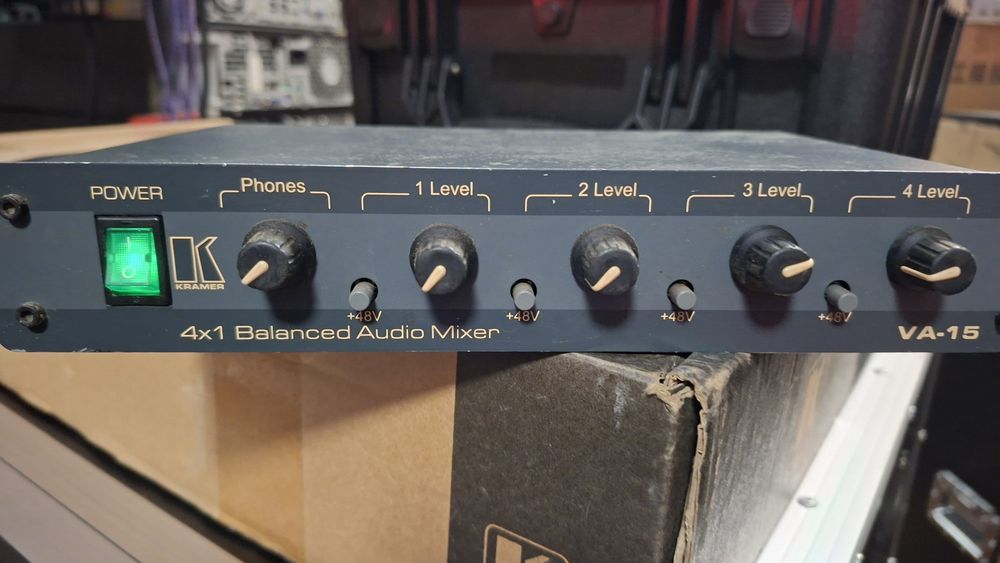 POWER
Phones
1 Level
2 Level
3 Level
4 Level
K
KRAMER
+48V
+48V
+48V
+48V
4x1 Balanced Audio Mixer
VA-15